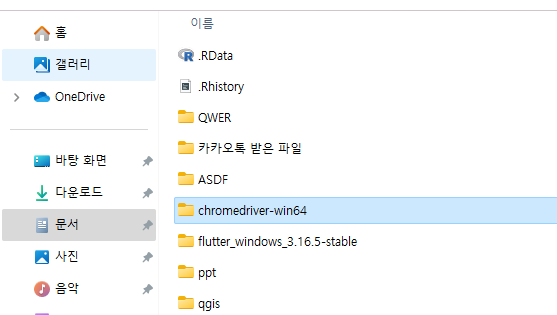 이름
홈
갤러리
OneDrive
바탕 화면
다운로드
문서
사진
음악
.RData
.Rhistory
QWER
카카오톡 받은 파일
ASDF
chromedriver-win64
flutter_windows_3.16.5-stable
ppt
qgis